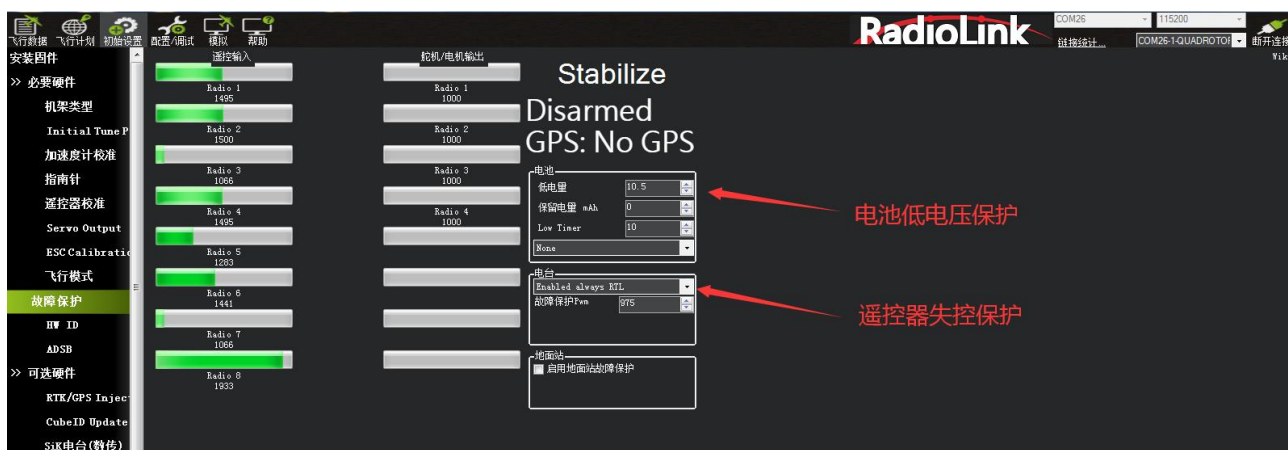 飞行数据 飞行计划 初始设置 配置/调试 模拟 帮助
RadioLink
COM26 115200
链接统计... COM26-1-QUADROTOR 断开连接
安装固件
>> 必要硬件
机架类型
Initial Tune P
加速度计校准
指南针
遥控器校准
Servo Output
ESC Calibratio
飞行模式
故障保护
HW ID
ADSB
>> 可选硬件
RTK/GPS Inject
CubeID Update
SiK电台(数传)
遥控输入
Radio 1
1495
Radio 2
1500
Radio 3
1066
Radio 4
1495
Radio 5
1283
Radio 6
1441
Radio 7
1066
Radio 8
1933
舵机/电机输出
Radio 1
1000
Radio 2
1000
Radio 3
1000
Radio 4
1000
Stabilize
Disarmed
GPS: No GPS
电池
低电量 10.5
保留电量 mAh 0
Low Timer 10
None
电台
Enabled always RTL
故障保护Pwm 975
地面站
启用地面站故障保护
电池低电压保护
遥控器失控保护